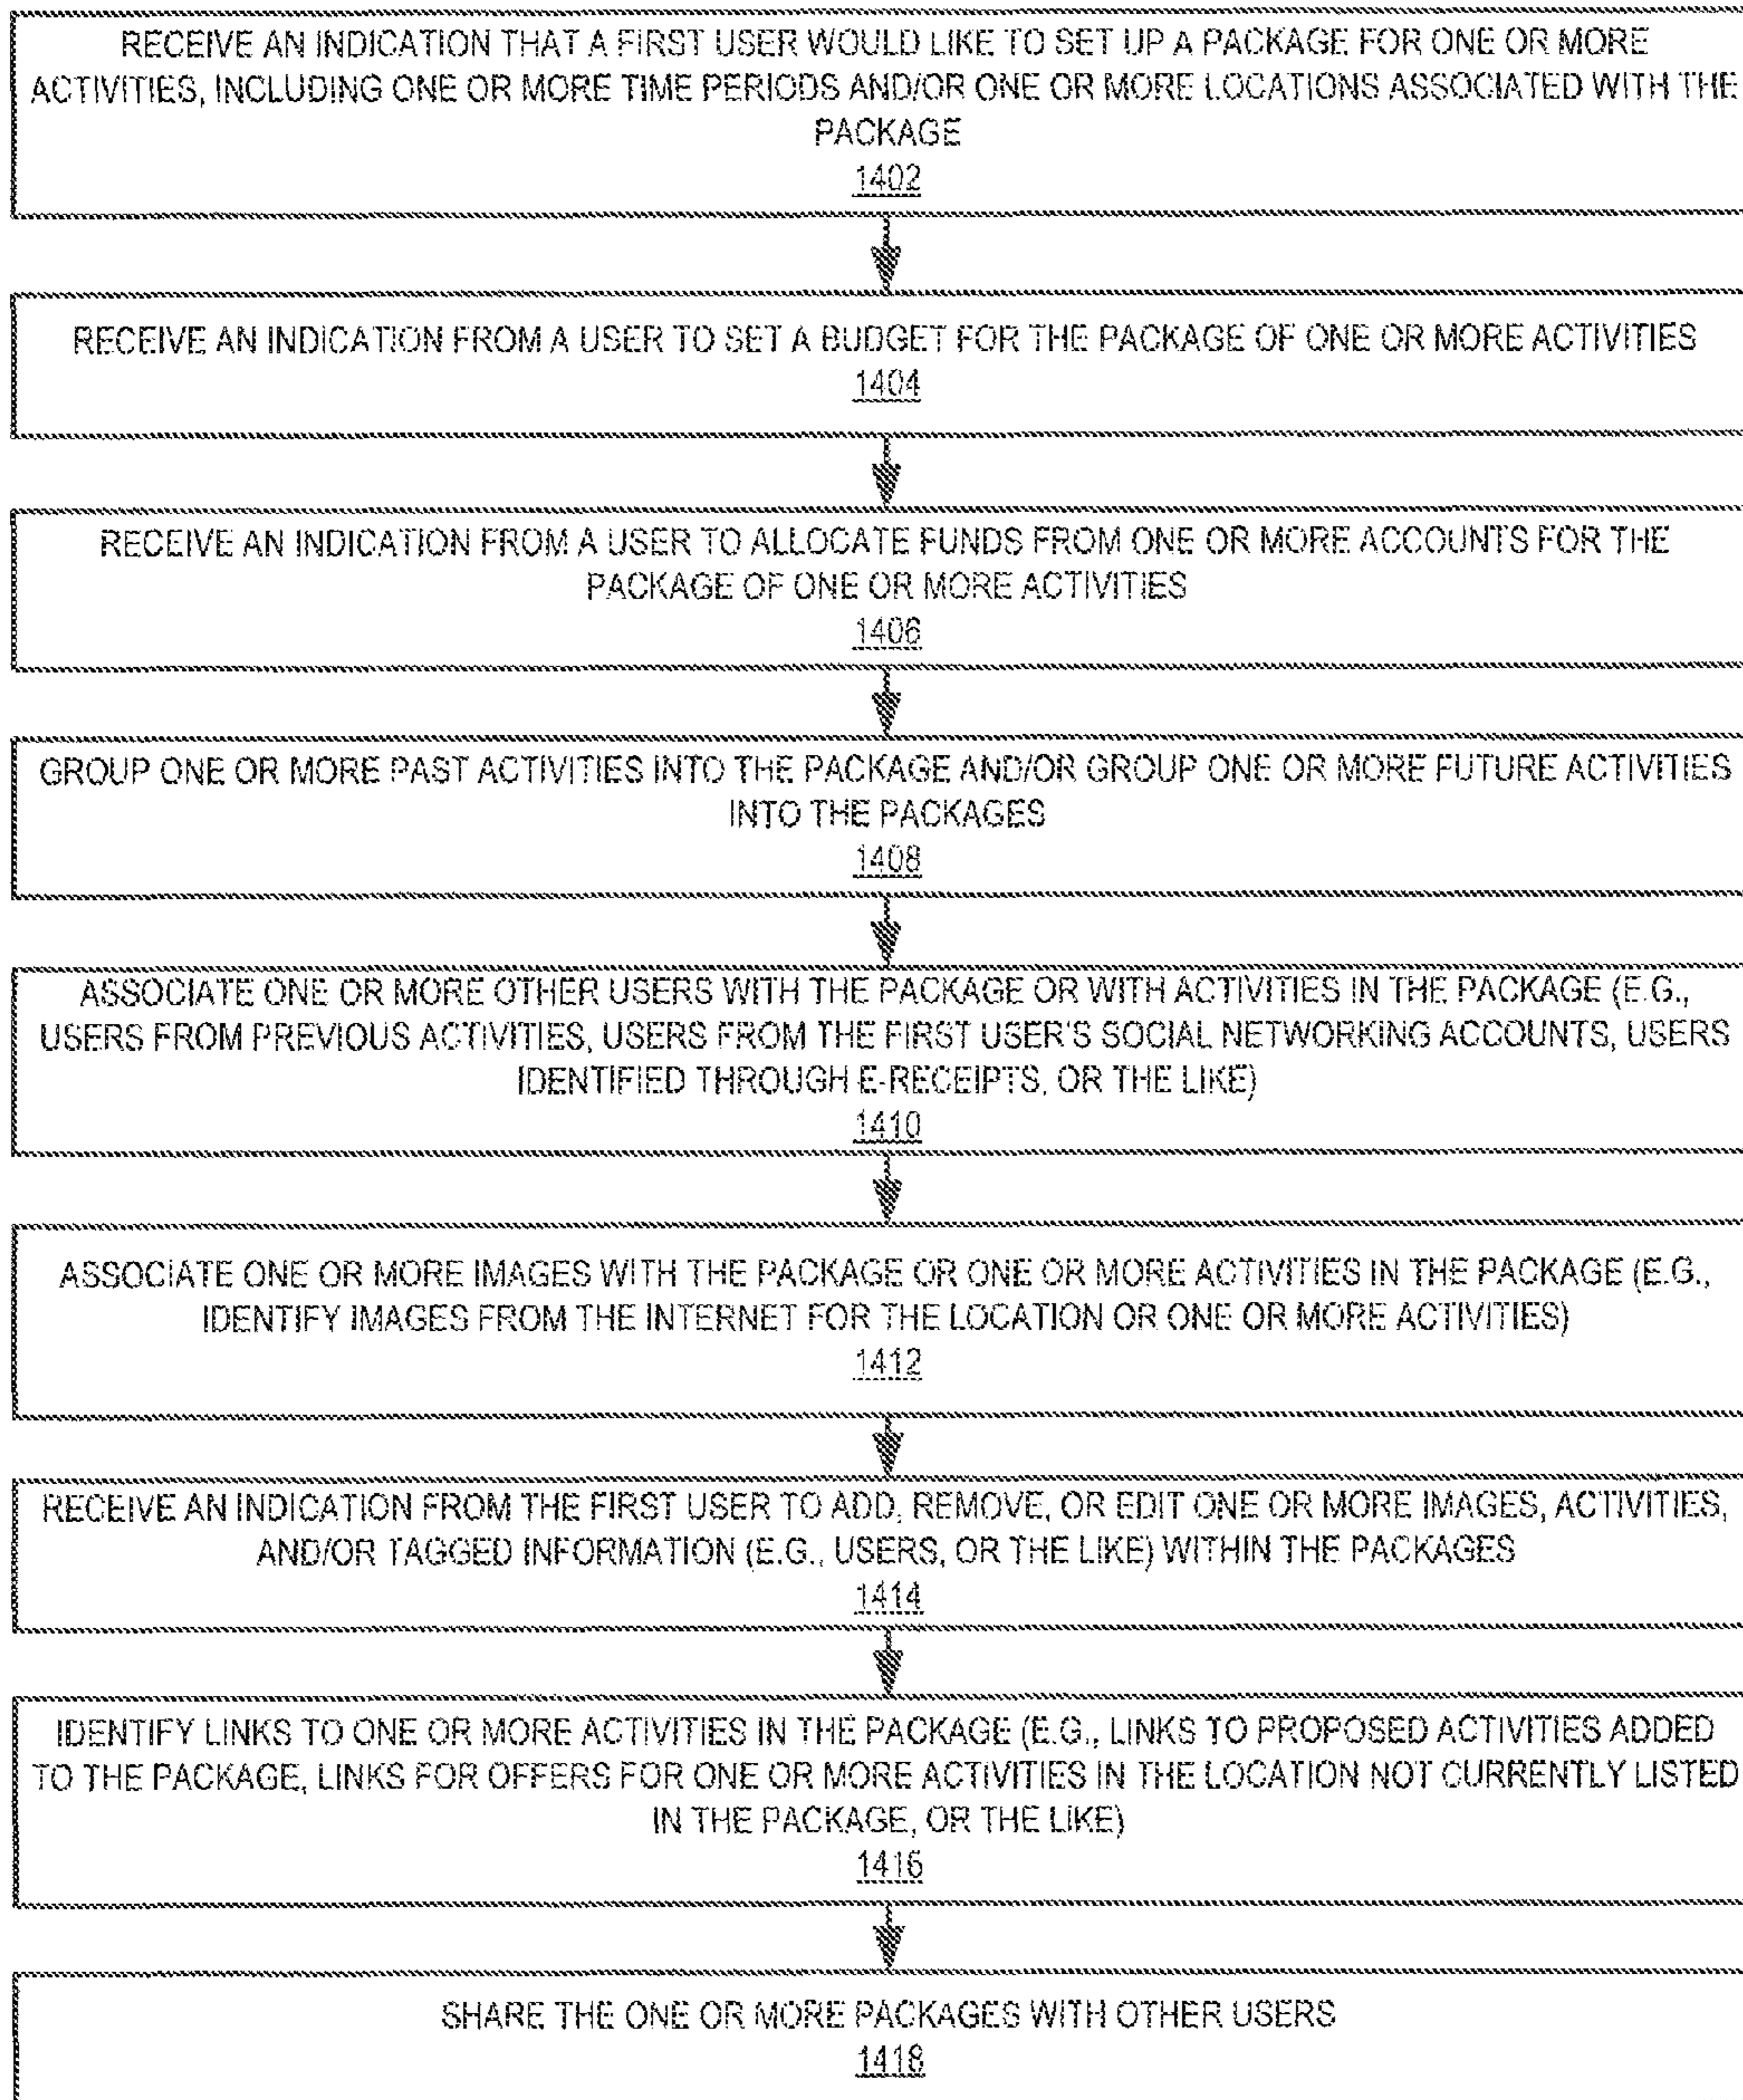 RECEIVE AN INDICATION THAT A FIRST USER WOULD LIKE TO SET UP A PACKAGE FOR ONE OR MORE
ACTIVITIES, INCLUDING ONE OR MORE TIME PERIODS AND/OR ONE OR MORE LOCATIONS ASSOCIATED WITH THE
PACKAGE
1402
RECEIVE AN INDICATION FROM A USER TO SET A BUDGET FOR THE PACKAGE OF ONE OR MORE ACTIVITIES
1404
RECEIVE AN INDICATION FROM A USER TO ALLOCATE FUNDS FROM ONE OR MORE ACCOUNTS FOR THE
PACKAGE OF ONE OR MORE ACTIVITIES
1406
GROUP ONE OR MORE PAST ACTIVITIES INTO THE PACKAGE AND/OR GROUP ONE OR MORE FUTURE ACTIVITIES
INTO THE PACKAGES
1408
ASSOCIATE ONE OR MORE OTHER USERS WITH THE PACKAGE OR WITH ACTIVITIES IN THE PACKAGE (E.G.,
USERS FROM PREVIOUS ACTIVITIES, USERS FROM THE FIRST USER'S SOCIAL NETWORKING ACCOUNTS, USERS
IDENTIFIED THROUGH E-RECEIPTS, OR THE LIKE)
1410
ASSOCIATE ONE OR MORE IMAGES WITH THE PACKAGE OR ONE OR MORE ACTIVITIES IN THE PACKAGE (E.G.,
IDENTIFY IMAGES FROM THE INTERNET FOR THE LOCATION OR ONE OR MORE ACTIVITIES)
1412
RECEIVE AN INDICATION FROM THE FIRST USER TO ADD, REMOVE, OR EDIT ONE OR MORE IMAGES, ACTIVITIES,
AND/OR TAGGED INFORMATION (E.G., USERS, OR THE LIKE) WITHIN THE PACKAGES
1414
IDENTIFY LINKS TO ONE OR MORE ACTIVITIES IN THE PACKAGE (E.G., LINKS TO PROPOSED ACTIVITIES ADDED
TO THE PACKAGE, LINKS FOR OFFERS FOR ONE OR MORE ACTIVITIES IN THE LOCATION NOT CURRENTLY LISTED
IN THE PACKAGE, OR THE LIKE)
1416
SHARE THE ONE OR MORE PACKAGES WITH OTHER USERS
1418